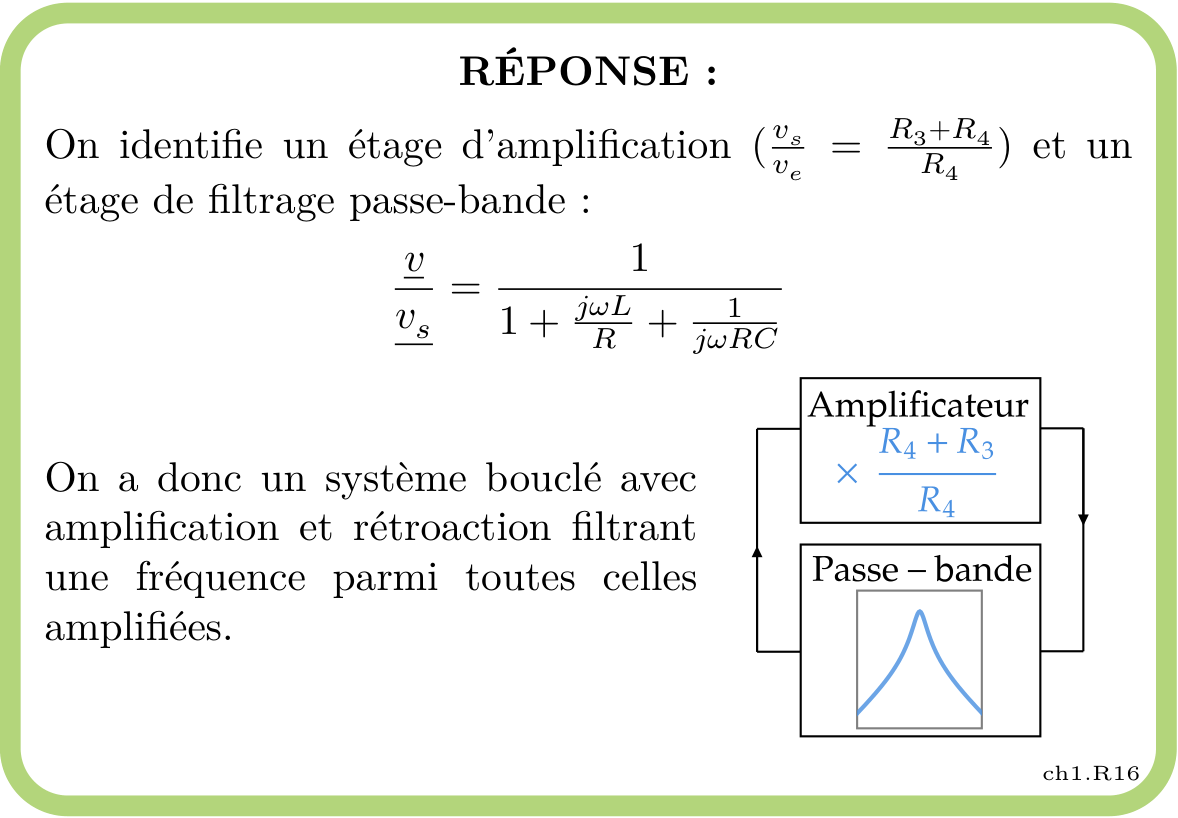 RÉPONSE :
On identifie un étage d'amplification ($\frac{v_s}{v_e} = \frac{R_3+R_4}{R_4}$) et un
étage de filtrage passe-bande :
$\frac{\underline{v}}{\underline{v_s}} = \frac{1}{1 + \frac{j\omega L}{R} + \frac{1}{j\omega RC}}$
On a donc un système bouclé avec
amplification et rétroaction filtrant
une fréquence parmi toutes celles
amplifiées.
Amplificateur
$\times \frac{R_4 + R_3}{R_4}$
Passe – bande
ch1.R16